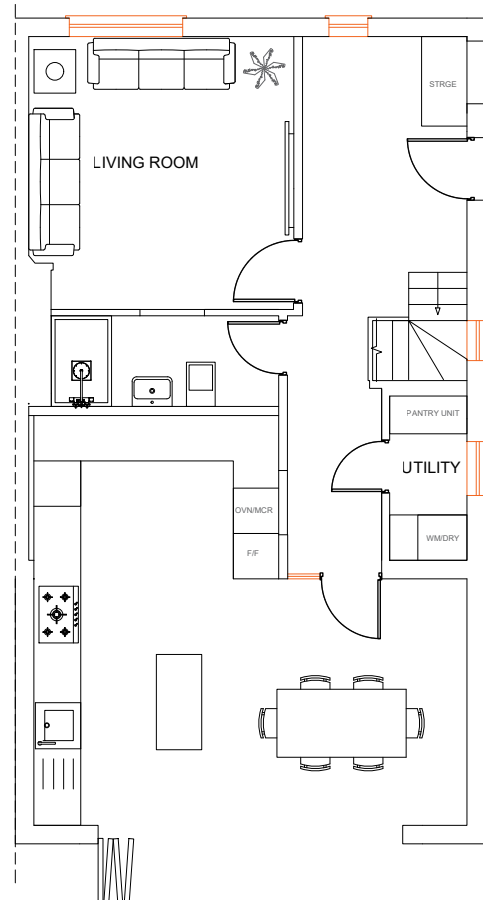 STRGE
LIVING ROOM
PANTRY UNIT
UTILITY
OVN/MCR
WM/DRY
F/F